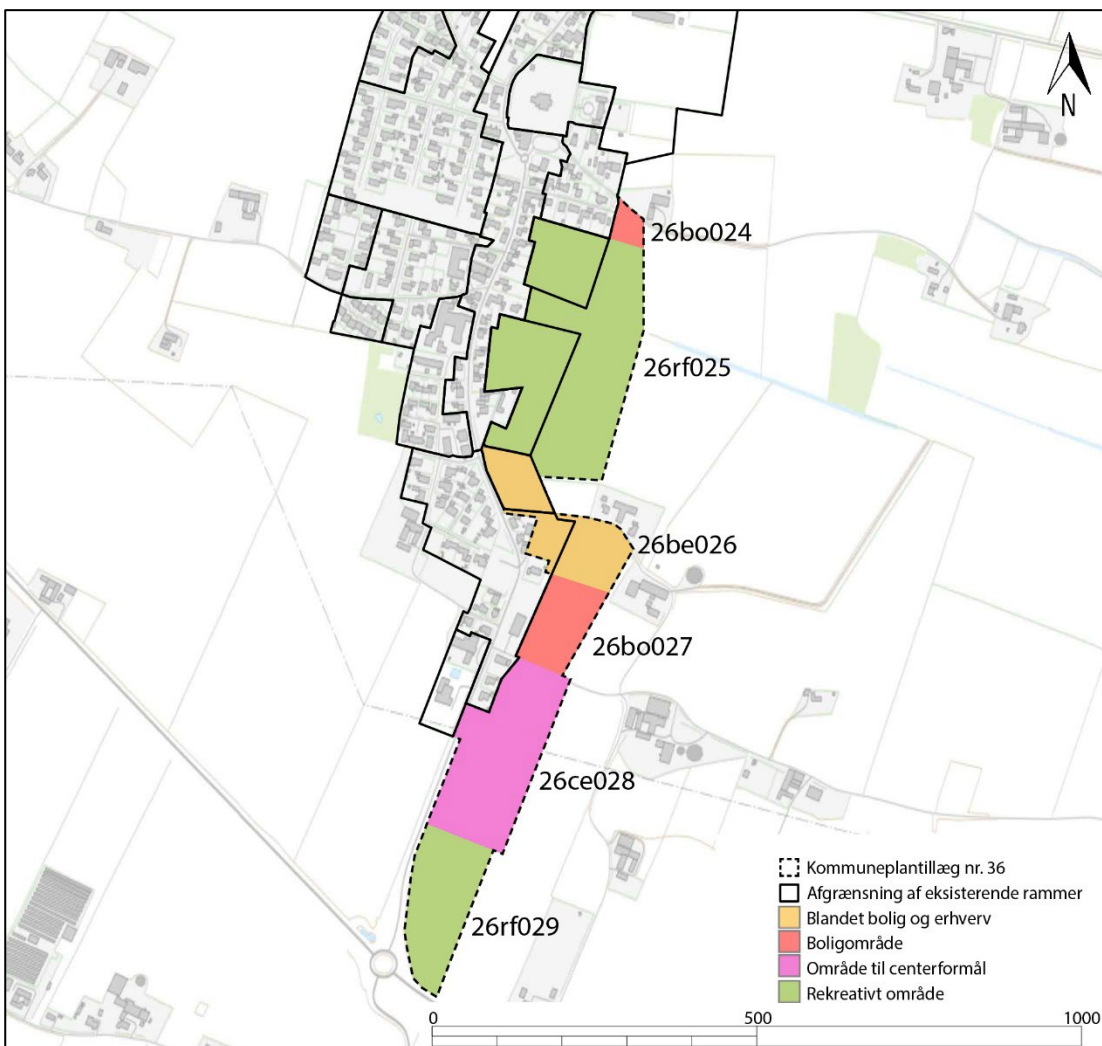 N
26bo024
26rf025
26be026
26bo027
26ce028
26rf029
Kommuneplantillæg nr. 36
Afgrænsning af eksisterende rammer
Blandet bolig og erhverv
Boligområde
Område til centerformål
Rekreativt område
0 500 1000